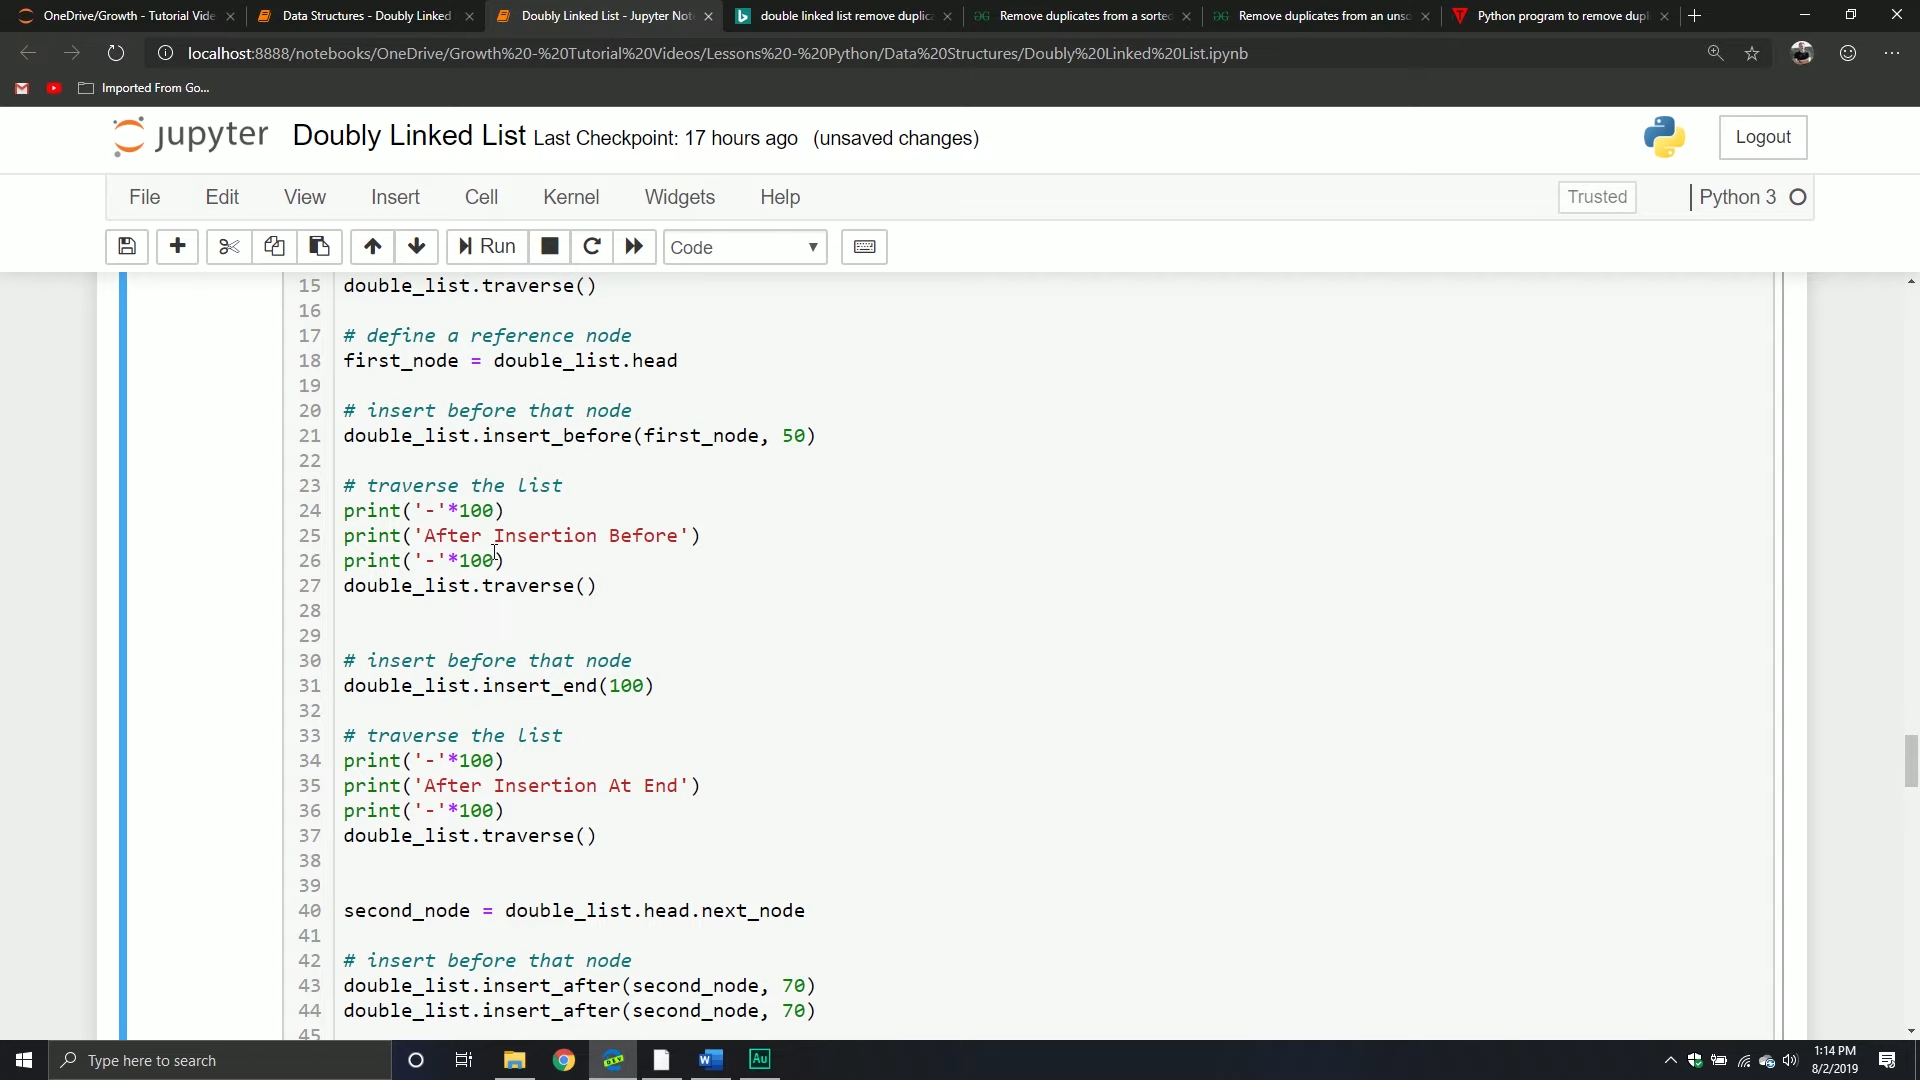 OneDrive/Growth - Tutorial Vide
Data Structures - Doubly Linked
Doubly Linked List - Jupyter Not
double linked list remove duplica
Remove duplicates from a sorte
Remove duplicates from an unso
Python program to remove dupl
localhost:8888/notebooks/OneDrive/Growth%20-%20Tutorial%20Videos/Lessons%20-%20Python/Data%20Structures/Doubly%20Linked%20List.ipynb
Imported From Go...
jupyter Doubly Linked List Last Checkpoint: 17 hours ago (unsaved changes)
Logout
File Edit View Insert Cell Kernel Widgets Help
Trusted
Python 3
Run
Code
15 double_list.traverse()
16
17 # define a reference node
18 first_node = double_list.head
19
20 # insert before that node
21 double_list.insert_before(first_node, 50)
22
23 # traverse the list
24 print('-'*100)
25 print('After Insertion Before')
26 print('-'*100)
27 double_list.traverse()
28
29
30 # insert before that node
31 double_list.insert_end(100)
32
33 # traverse the list
34 print('-'*100)
35 print('After Insertion At End')
36 print('-'*100)
37 double_list.traverse()
38
39
40 second_node = double_list.head.next_node
41
42 # insert before that node
43 double_list.insert_after(second_node, 70)
44 double_list.insert_after(second_node, 70)
45
Type here to search
DEV
Au
1:14 PM
8/2/2019